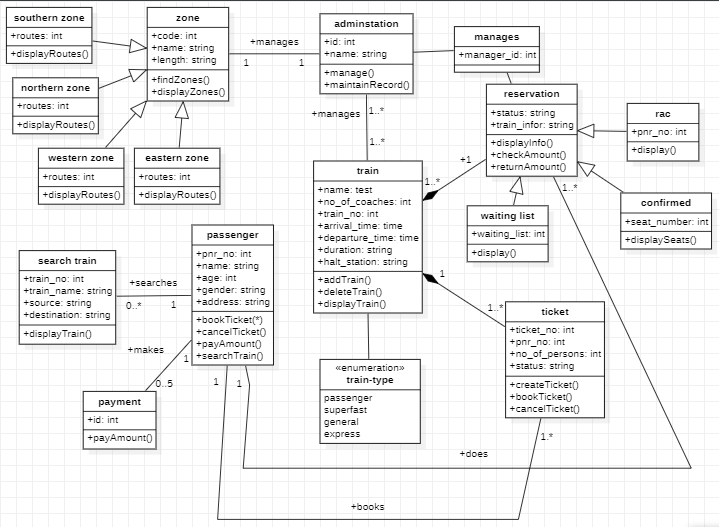 southern zone
+routes: int
+displayRoutes()
zone
+code: int
+name: string
+length: string
+findZones()
+displayZones()
+manages
1
1
adminstation
+id: int
+name: string
+manage()
+maintainRecord()
manages
+manager_id: int
northern zone
+routes: int
+displayRoutes()
western zone
+routes: int
+displayRoutes()
eastern zone
+routes: int
+displayRoutes()
+manages
1..*
1..*
reservation
+status: string
+train_infor: string
+displayInfo()
+checkAmount()
+returnAmount()
rac
+pnr_no: int
+display()
train
+name: test
+no_of_coaches: int
+train_no: int
+arrival_time: time
+departure_time: time
+duration: string
+halt_station: string
+addTrain()
+deleteTrain()
+displayTrain()
+1
1..*
1..*
waiting list
+waiting_list: int
+display()
confirmed
+seat_number: int
+displaySeats()
passenger
+pnr_no: int
+name: string
+age: int
+gender: string
+address: string
+bookTicket(*)
+cancelTicket()
+payAmount()
+searchTrain()
search train
+train_no: int
+train_name: string
+source: string
+destination: string
+displayTrain()
+searches
0..*
1
1
1..*
ticket
+ticket_no: int
+pnr_no: int
+no_of_persons: int
+status: string
+createTicket()
+bookTicket()
+cancelTicket()
+makes
1
0..5
payment
+id: int
+payAmount()
«enumeration»
train-type
passenger
superfast
general
express
1
1
1..*
+does
+books